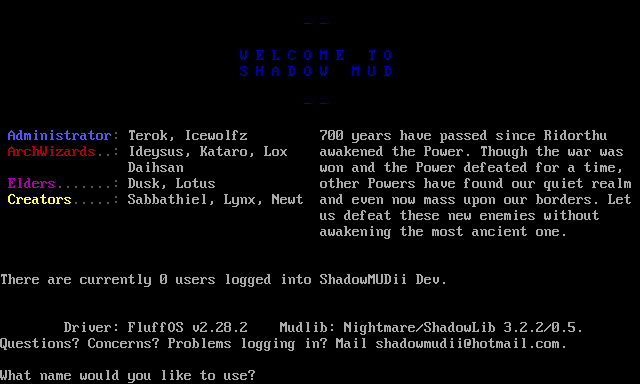 - -
W E L C O M E  T O
S H A D O W  M U D
- -
Administrator: Terok, Icewolfz
ArchWizards..: Ideysus, Kataro, Lox
Daihsan
Elders.......: Dusk, Lotus
Creators.....: Sabbathiel, Lynx, Newt
700 years have passed since Ridorthu
awakened the Power. Though the war was
won and the Power defeated for a time,
other Powers have found our quiet realm
and even now mass upon our borders. Let
us defeat these new enemies without
awakening the most ancient one.
There are currently 0 users logged into ShadowMUDii Dev.
Driver: FluffOS v2.28.2    Mudlib: Nightmare/ShadowLib 3.2.2/0.5.
Questions? Concerns? Problems logging in? Mail shadowmudii@hotmail.com.
What name would you like to use?